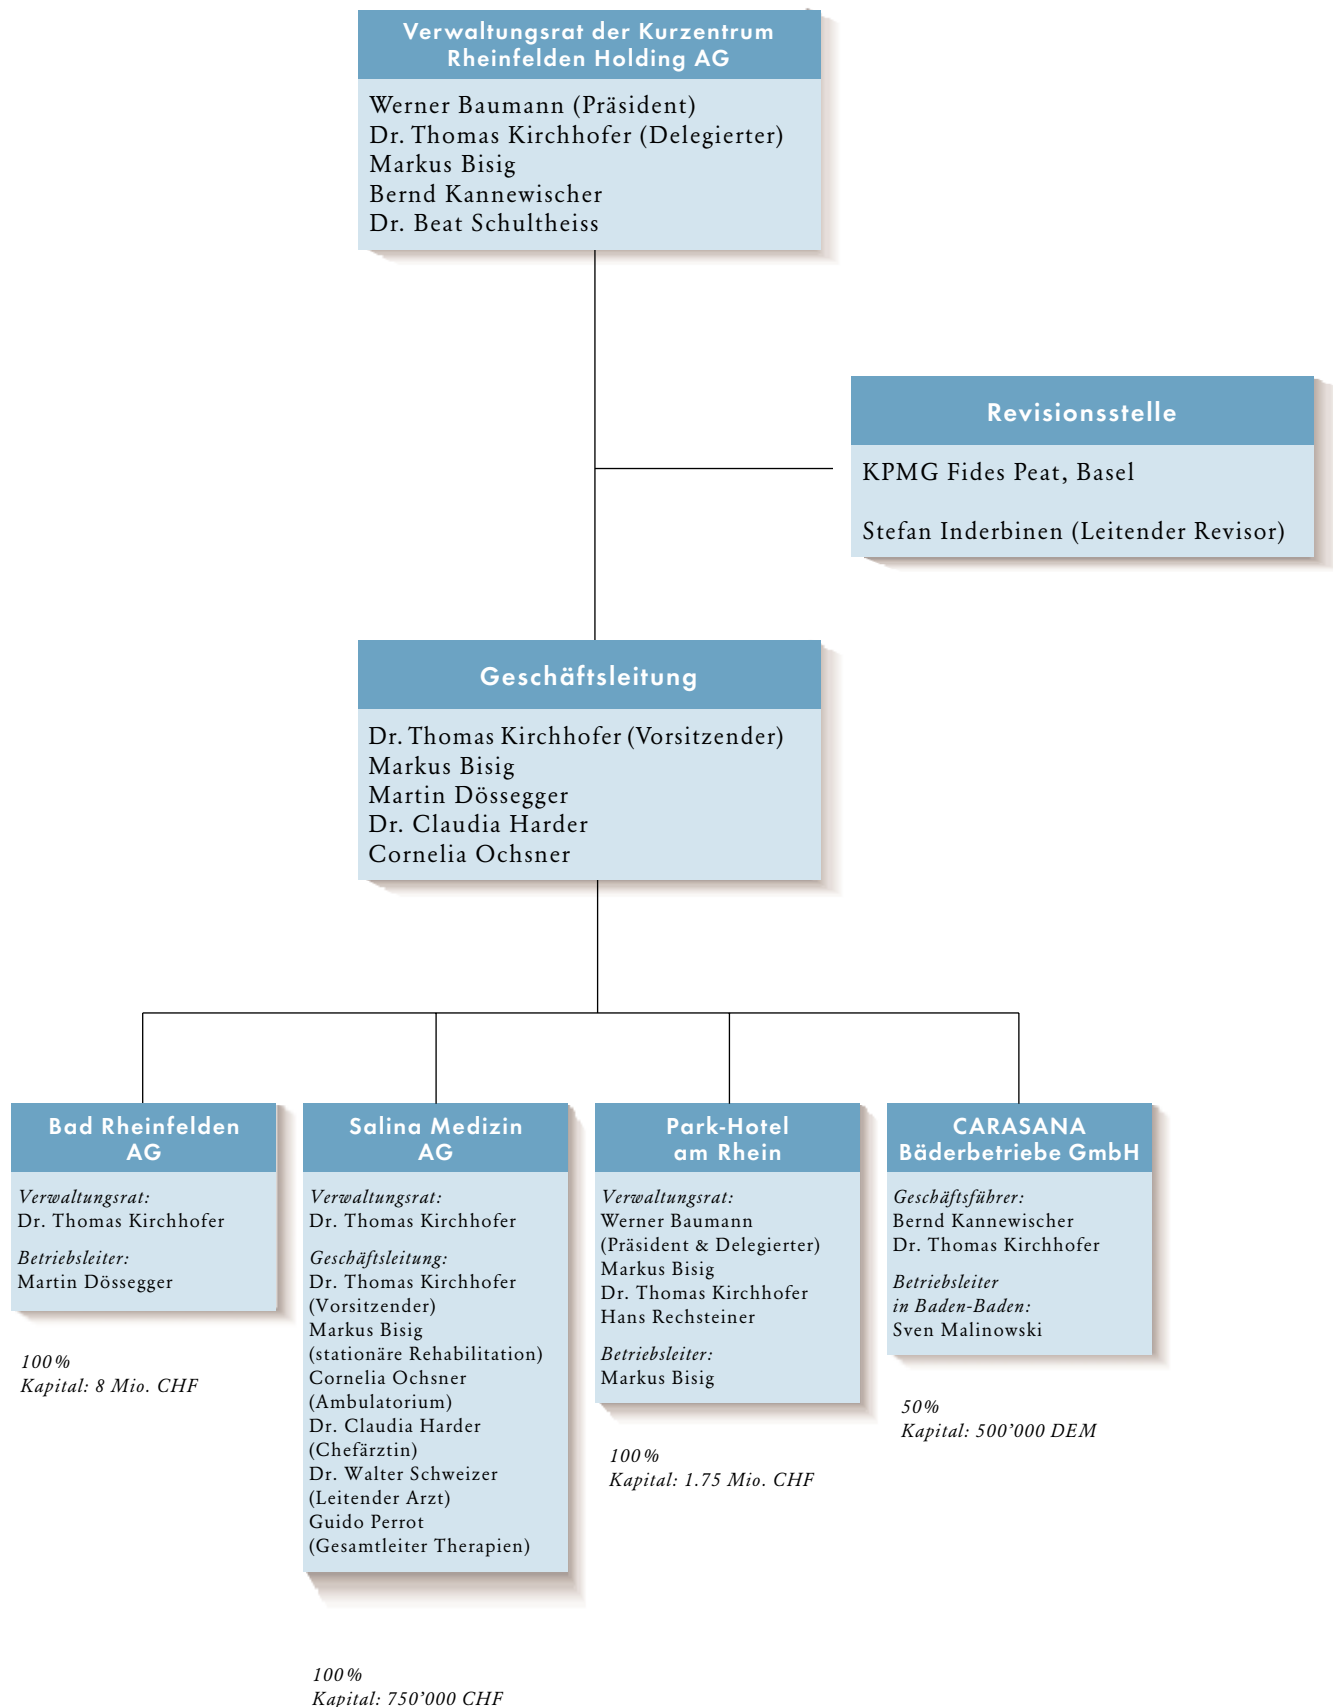 Verwaltungsrat der Kurzentrum
Rheinfelden Holding AG
Werner Baumann (Präsident)
Dr. Thomas Kirchhofer (Delegierter)
Markus Bisig
Bernd Kannewischer
Dr. Beat Schultheiss
Revisionsstelle
KPMG Fides Peat, Basel
Stefan Inderbinen (Leitender Revisor)
Geschäftsleitung
Dr. Thomas Kirchhofer (Vorsitzender)
Markus Bisig
Martin Dössegger
Dr. Claudia Harder
Cornelia Ochsner
Bad Rheinfelden
AG
Verwaltungsrat:
Dr. Thomas Kirchhofer
Betriebsleiter:
Martin Dössegger
100%
Kapital: 8 Mio. CHF
Salina Medizin
AG
Verwaltungsrat:
Dr. Thomas Kirchhofer
Geschäftsleitung:
Dr. Thomas Kirchhofer
(Vorsitzender)
Markus Bisig
(stationäre Rehabilitation)
Cornelia Ochsner
(Ambulatorium)
Dr. Claudia Harder
(Chefärztin)
Dr. Walter Schweizer
(Leitender Arzt)
Guido Perrot
(Gesamtleiter Therapien)
100%
Kapital: 750’000 CHF
Park-Hotel
am Rhein
Verwaltungsrat:
Werner Baumann
(Präsident & Delegierter)
Markus Bisig
Dr. Thomas Kirchhofer
Hans Rechsteiner
Betriebsleiter:
Markus Bisig
100%
Kapital: 1.75 Mio. CHF
CARASANA
Bäderbetriebe GmbH
Geschäftsführer:
Bernd Kannewischer
Dr. Thomas Kirchhofer
Betriebsleiter
in Baden-Baden:
Sven Malinowski
50%
Kapital: 500’000 DEM